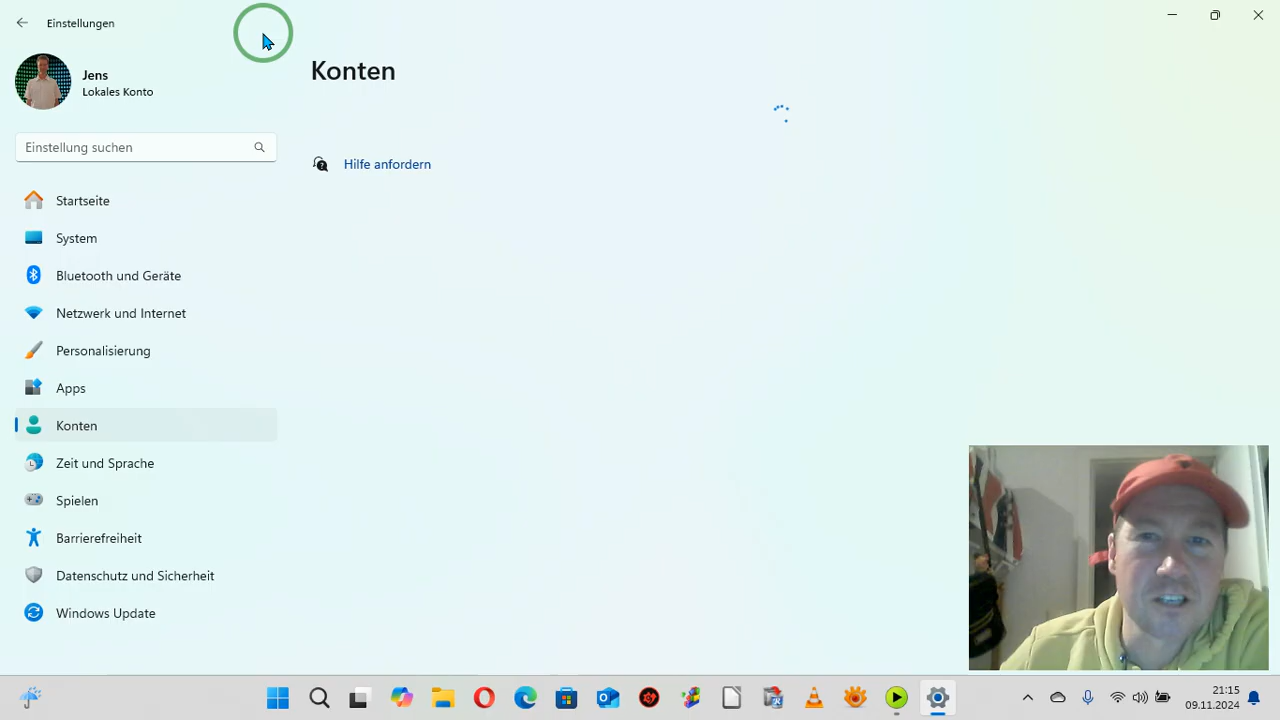 Einstellungen
Jens
Lokales Konto
Einstellung suchen
Startseite
System
Bluetooth und Geräte
Netzwerk und Internet
Personalisierung
Apps
Konten
Zeit und Sprache
Spielen
Barrierefreiheit
Datenschutz und Sicherheit
Windows Update
Konten
Hilfe anfordern
21:15
09.11.2024